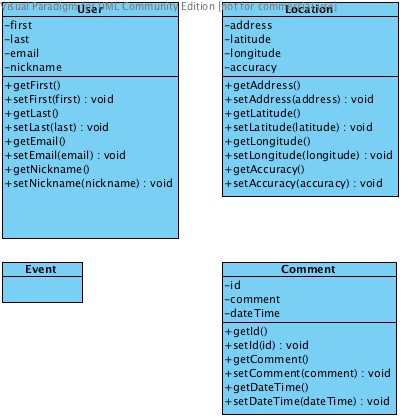 Visual Paradigm for UML Community Edition [not for commercial use]
User
-first
-last
-email
-nickname
+getFirst()
+setFirst(first) : void
+getLast()
+setLast(last) : void
+getEmail()
+setEmail(email) : void
+getNickname()
+setNickname(nickname) : void
Location
-address
-latitude
-longitude
-accuracy
+getAddress()
+setAddress(address) : void
+getLatitude()
+setLatitude(latitude) : void
+getLongitude()
+setLongitude(longitude) : void
+getAccuracy()
+setAccuracy(accuracy) : void
Event
Comment
-id
-comment
-dateTime
+getId()
+setId(id) : void
+getComment()
+setComment(comment) : void
+getDateTime()
+setDateTime(dateTime) : void